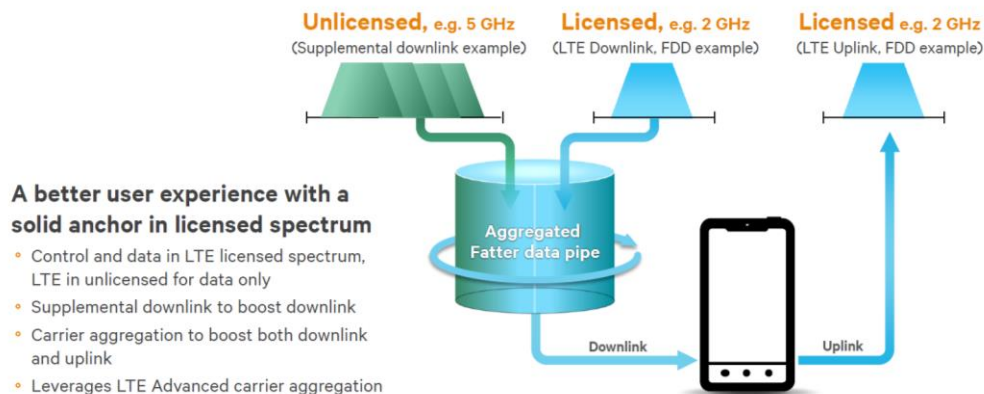 Unlicensed, e.g. 5 GHz
(Supplemental downlink example)
Licensed, e.g. 2 GHz
(LTE Downlink, FDD example)
Licensed e.g. 2 GHz
(LTE Uplink, FDD example)
A better user experience with a
solid anchor in licensed spectrum
Control and data in LTE licensed spectrum,
LTE in unlicensed for data only
Supplemental downlink to boost downlink
Carrier aggregation to boost both downlink
and uplink
Leverages LTE Advanced carrier aggregation
Aggregated
Fatter data pipe
Downlink
Uplink